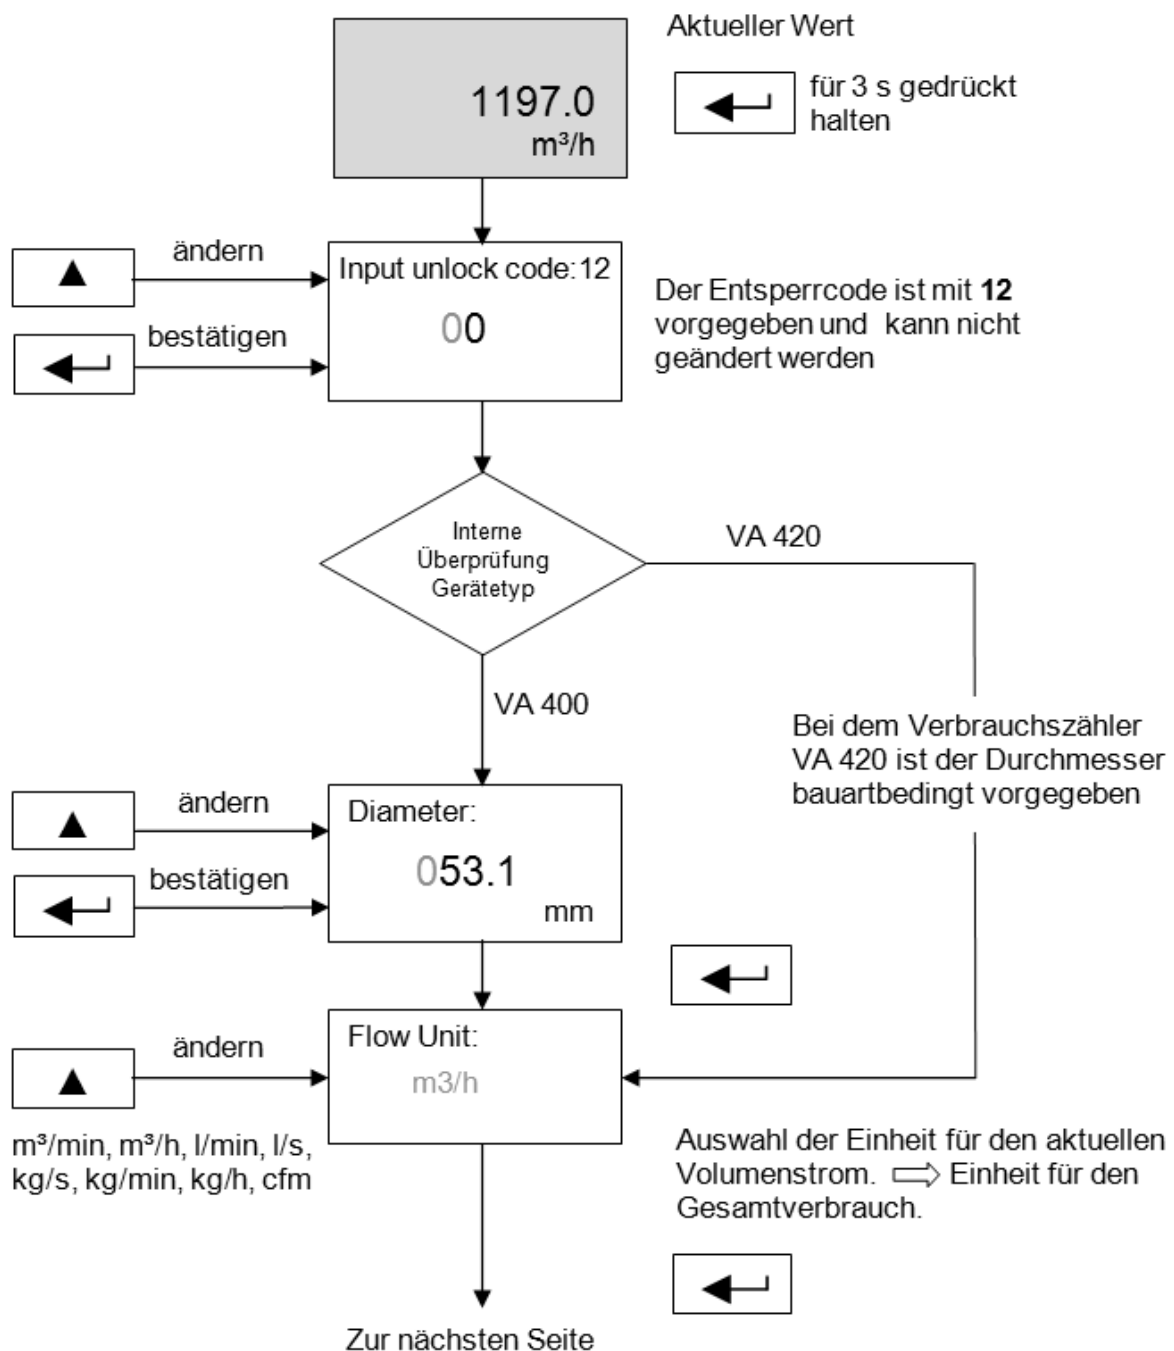 Aktueller Wert
1197.0
m³/h
für 3 s gedrückt
halten
ändern
bestätigen
Input unlock code:12
00
Der Entsperrcode ist mit 12
vorgegeben und kann nicht
geändert werden
Interne
Überprüfung
Gerätetyp
VA 420
VA 400
Bei dem Verbrauchszähler
VA 420 ist der Durchmesser
bauartbedingt vorgegeben
ändern
bestätigen
Diameter:
053.1
mm
ändern
Flow Unit:
m3/h
m³/min, m³/h, l/min, l/s,
kg/s, kg/min, kg/h, cfm
Auswahl der Einheit für den aktuellen
Volumenstrom. ⇨ Einheit für den
Gesamtverbrauch.
Zur nächsten Seite